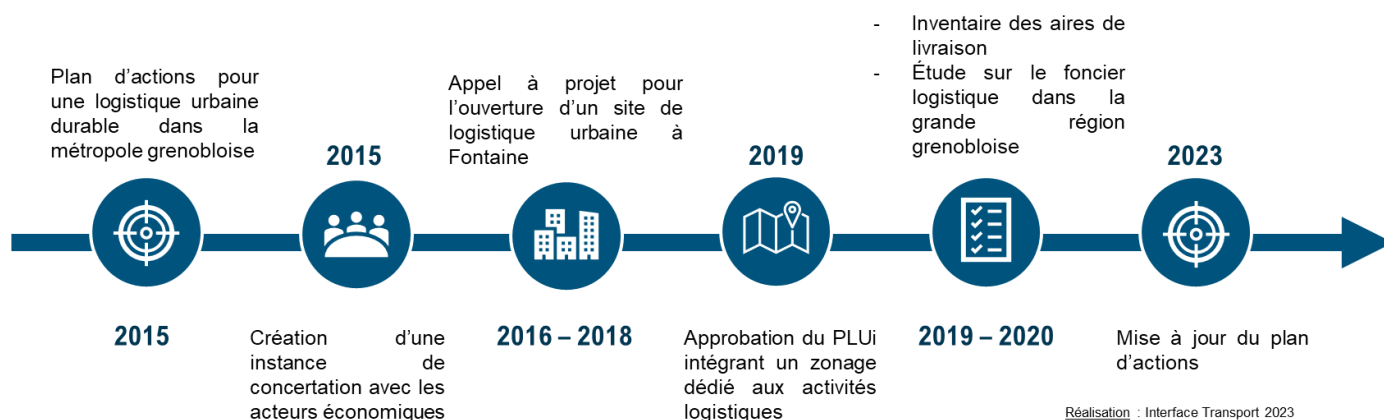 Plan d’actions pour
une logistique urbaine
durable dans la
métropole grenobloise
2015
2015
Création d’une
instance de
concertation avec les
acteurs économiques
Appel à projet pour
l’ouverture d’un site de
logistique urbaine à
Fontaine
2016 – 2018
2019
Approbation du PLUi
intégrant un zonage
dédié aux activités
logistiques
- Inventaire des aires de
livraison
- Étude sur le foncier
logistique dans la
grande région
grenobloise
2019 – 2020
2023
Mise à jour du plan
d’actions
Réalisation : Interface Transport 2023